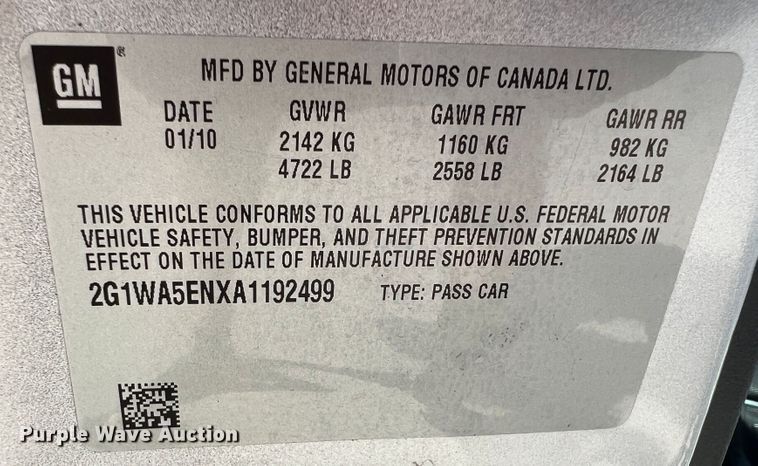 GM®
MFD BY GENERAL MOTORS OF CANADA LTD.
DATE GVWR GAWR FRT GAWR RR
01/10 2142 KG 1160 KG 982 KG
4722 LB 2558 LB 2164 LB
THIS VEHICLE CONFORMS TO ALL APPLICABLE U.S. FEDERAL MOTOR
VEHICLE SAFETY, BUMPER, AND THEFT PREVENTION STANDARDS IN
EFFECT ON THE DATE OF MANUFACTURE SHOWN ABOVE.
2G1WA5ENXA1192499 TYPE: PASS CAR
Purple Wave Auction